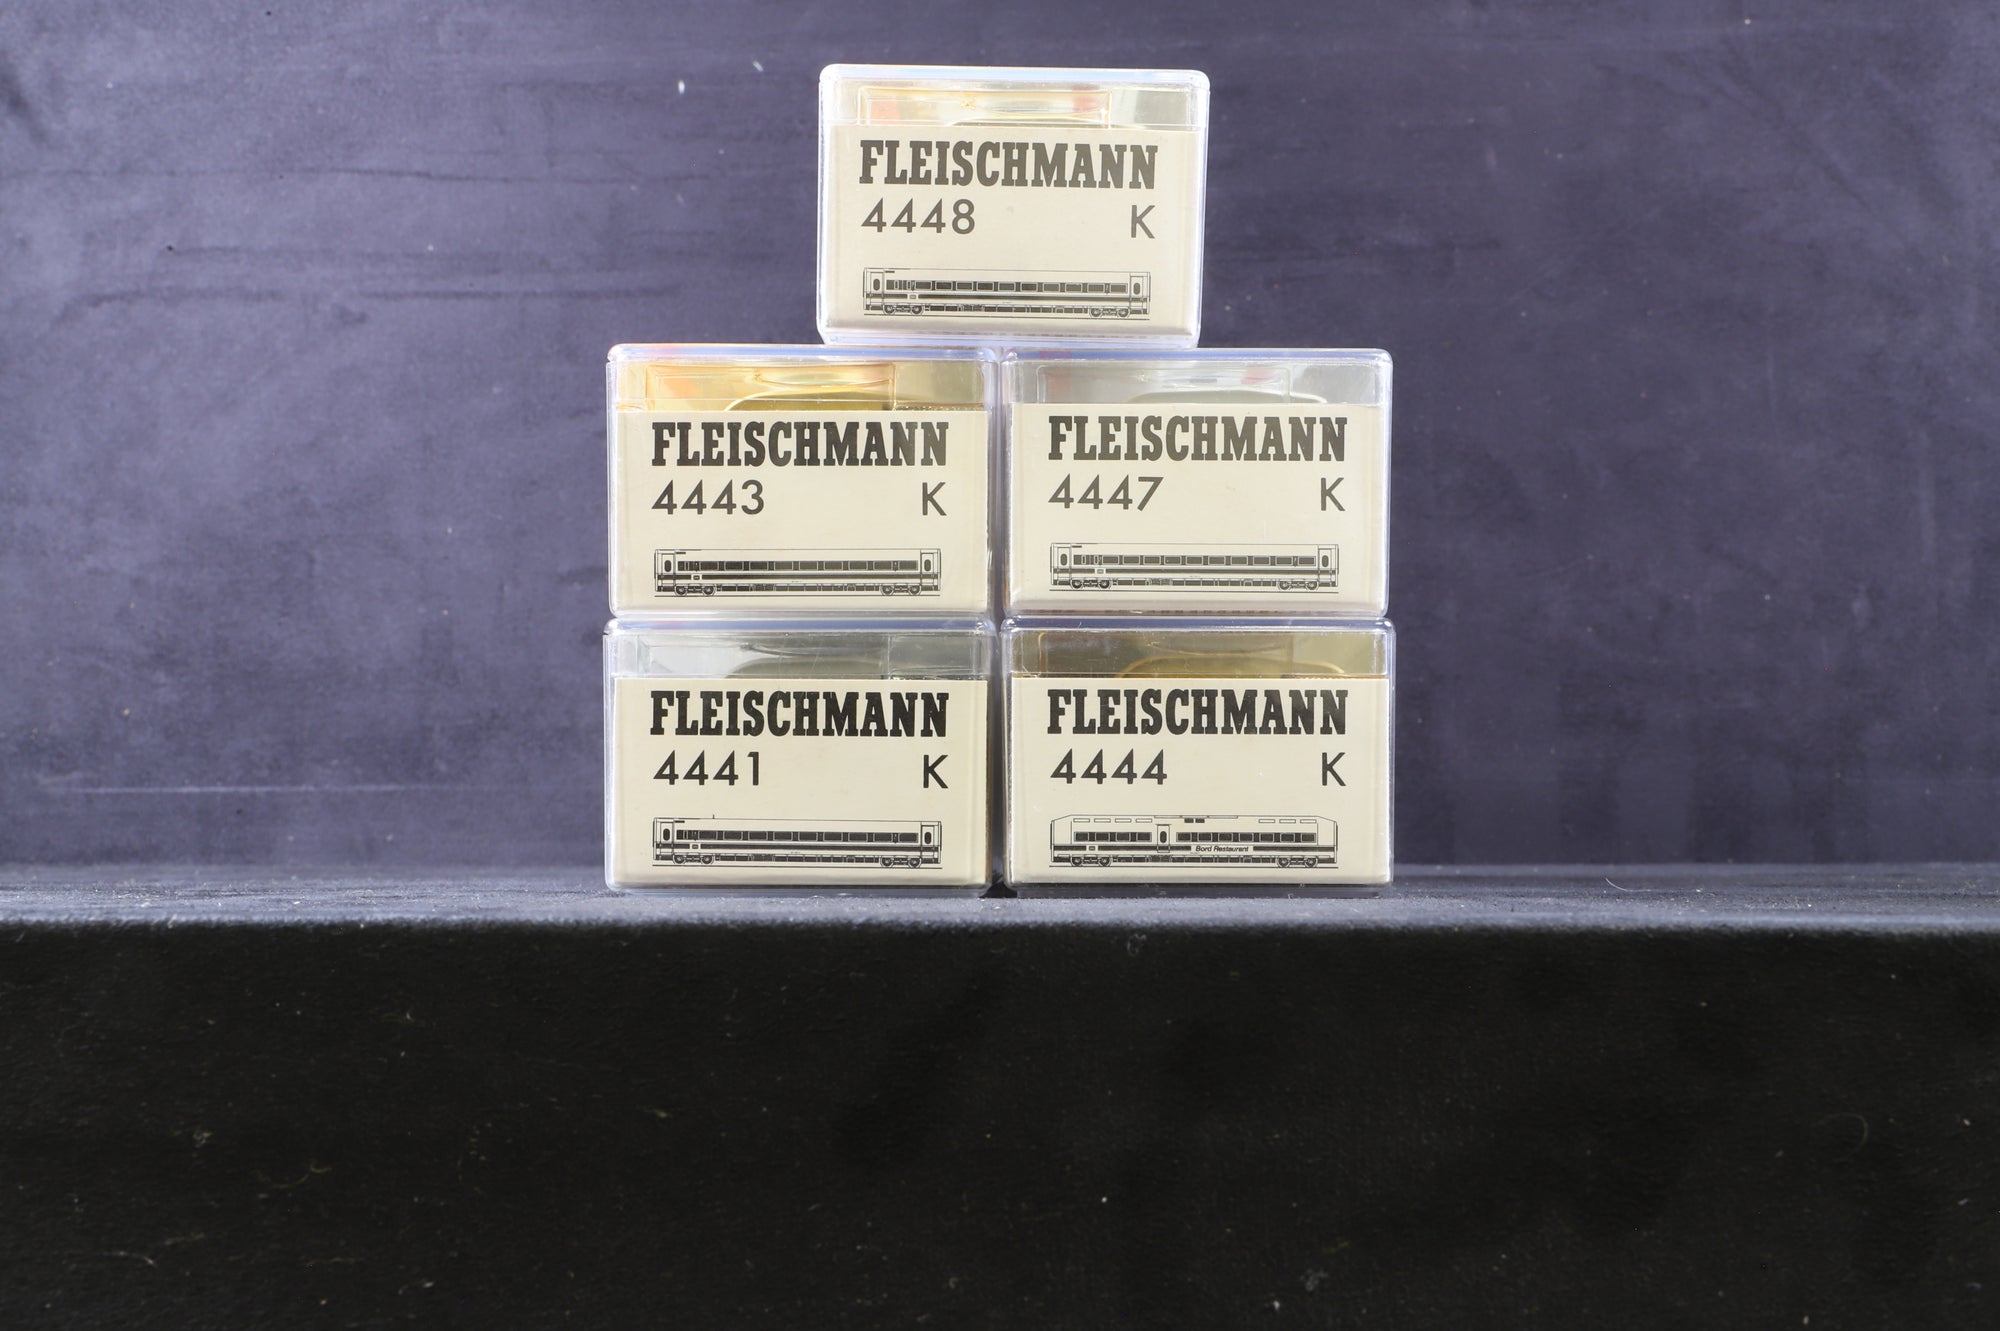 FLEISCHMANN
4448 K
FLEISCHMANN
4443 K
FLEISCHMANN
4447 K
FLEISCHMANN
4441 K
FLEISCHMANN
4444 K
Bord Restaurant